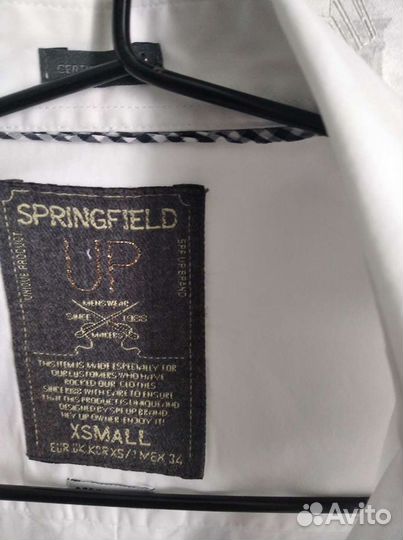 SPRINGFIELD
UP
UNIQUE PRODUCT
SPF UP BRAND
MENSWEAR
SINCE 1988
MAKERS
THIS ITEM IS MADE ESPECIALLY FOR
OUR CUSTOMERS WHO HAVE
ROCKED OUR CLOTHES
SINCE 1988 WITH CARE TO ENSURE
THAT THIS PRODUCT IS UNIQUE AND
DESIGNED BY SPF UP BRAND
HEY UP OWNER ENJOY IT!
XSMALL
EUR UK KOR XS/ MEX 34
Avito